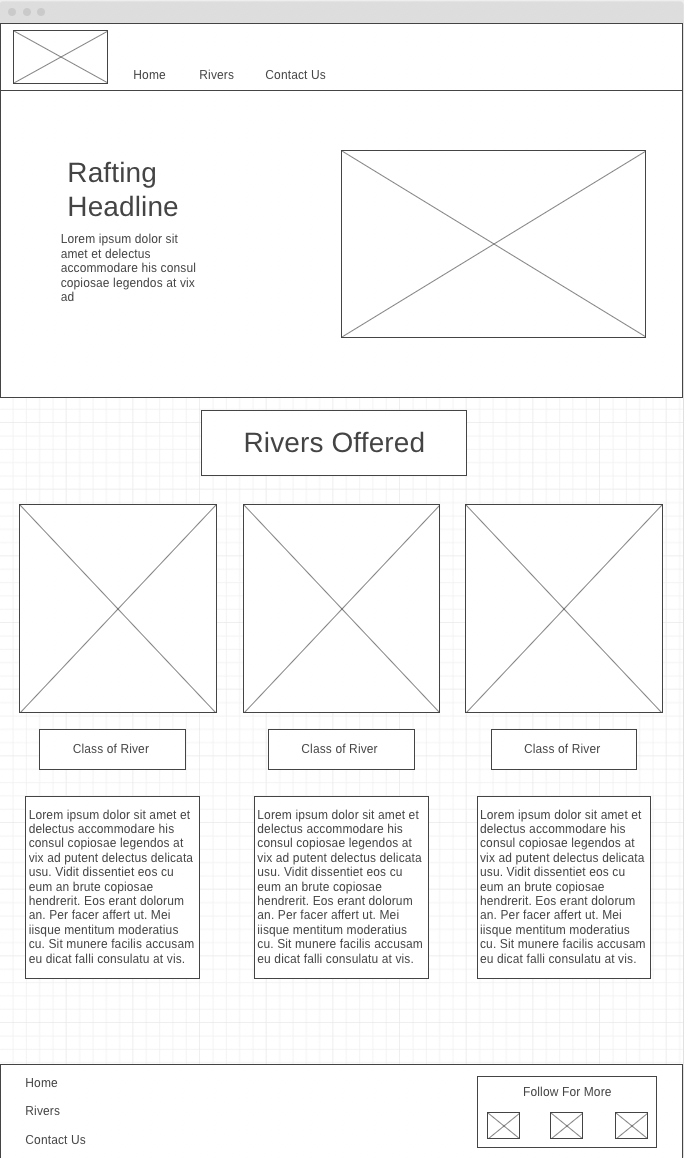 Home Rivers Contact Us
Rafting
Headline
Lorem ipsum dolor sit
amet et delectus
accommodare his consul
copiosae legendos at vix
ad
Rivers Offered
Class of River
Class of River
Class of River
Lorem ipsum dolor sit amet et
delectus accommodare his
consul copiosae legendos at
vix ad putent delectus delicata
usu. Vidit dissentiet eos cu
eum an brute copiosae
hendrerit. Eos erant dolorum
an. Per facer affert ut. Mei
iisque mentitum moderatius
cu. Sit munere facilis accusam
eu dicat falli consulatu at vis.
Lorem ipsum dolor sit amet et
delectus accommodare his
consul copiosae legendos at
vix ad putent delectus delicata
usu. Vidit dissentiet eos cu
eum an brute copiosae
hendrerit. Eos erant dolorum
an. Per facer affert ut. Mei
iisque mentitum moderatius
cu. Sit munere facilis accusam
eu dicat falli consulatu at vis.
Lorem ipsum dolor sit amet et
delectus accommodare his
consul copiosae legendos at
vix ad putent delectus delicata
usu. Vidit dissentiet eos cu
eum an brute copiosae
hendrerit. Eos erant dolorum
an. Per facer affert ut. Mei
iisque mentitum moderatius
cu. Sit munere facilis accusam
eu dicat falli consulatu at vis.
Home
Rivers
Contact Us
Follow For More